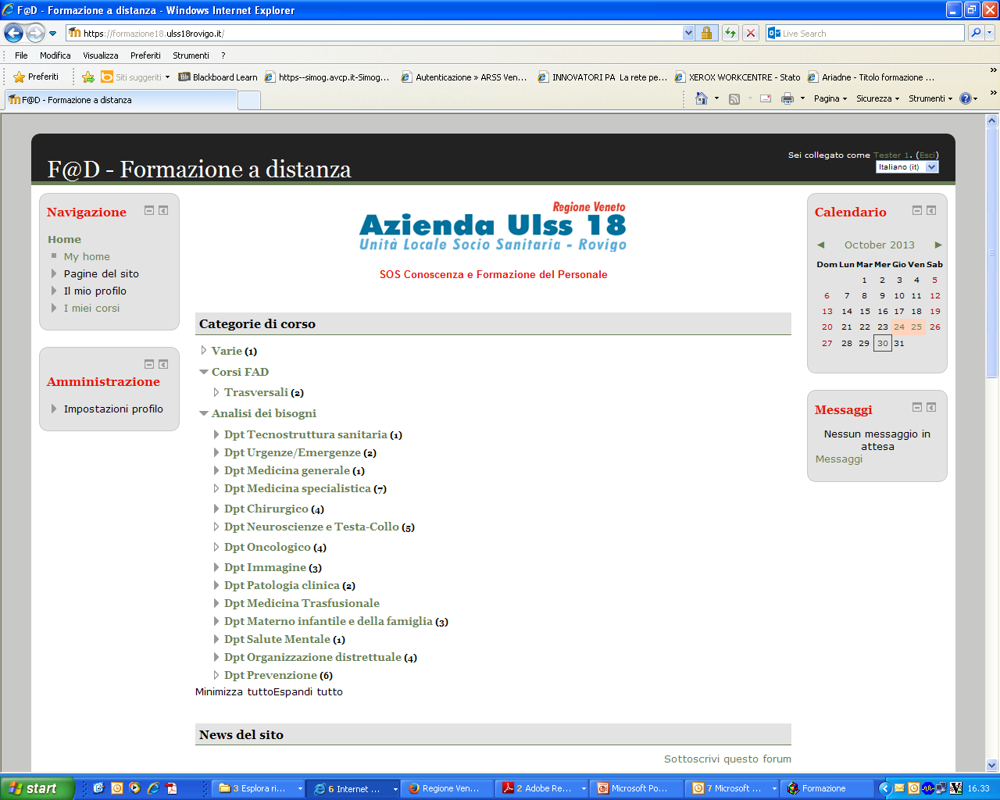 F@D - Formazione a distanza - Windows Internet Explorer
https://formazione18.ulss18rovigo.it/
Live Search
File Modifica Visualizza Preferiti Strumenti ?
Preferiti Siti suggeriti Blackboard Learn https--simog.avcp.it-Simog... Autenticazione » ARSS Ven... INNOVATORI PA La rete pe... XEROX WORKCENTRE - Stato Ariadne - Titolo formazione ...
F@D - Formazione a distanza
Pagina Sicurezza Strumenti
F@D - Formazione a distanza
Sei collegato come Tester 1. (Esci)
Italiano (it)
Navigazione
Home
My home
Pagine del sito
Il mio profilo
I miei corsi
Amministrazione
Impostazioni profilo
Regione Veneto
Azienda Ulss 18
Unità Locale Socio Sanitaria - Rovigo
SOS Conoscenza e Formazione del Personale
Categorie di corso
Varie (1)
Corsi FAD
Trasversali (2)
Analisi dei bisogni
Dpt Tecnostruttura sanitaria (1)
Dpt Urgenze/Emergenze (2)
Dpt Medicina generale (1)
Dpt Medicina specialistica (7)
Dpt Chirurgico (4)
Dpt Neuroscienze e Testa-Collo (5)
Dpt Oncologico (4)
Dpt Immagine (3)
Dpt Patologia clinica (2)
Dpt Medicina Trasfusionale
Dpt Materno infantile e della famiglia (3)
Dpt Salute Mentale (1)
Dpt Organizzazione distrettuale (4)
Dpt Prevenzione (6)
Minimizza tuttoEspandi tutto
News del sito
Sottoscrivi questo forum
Calendario
◄ October 2013 ►
Dom Lun Mar Mer Gio Ven Sab
1 2 3 4 5
6 7 8 9 10 11 12
13 14 15 16 17 18 19
20 21 22 23 24 25 26
27 28 29 30 31
Messaggi
Nessun messaggio in
attesa
Messaggi
start 3 Esplora ri... 6 Internet ... Regione Ven... 2 Adobe Re... Microsoft Po... 7 Microsoft ... Formazione 16.33